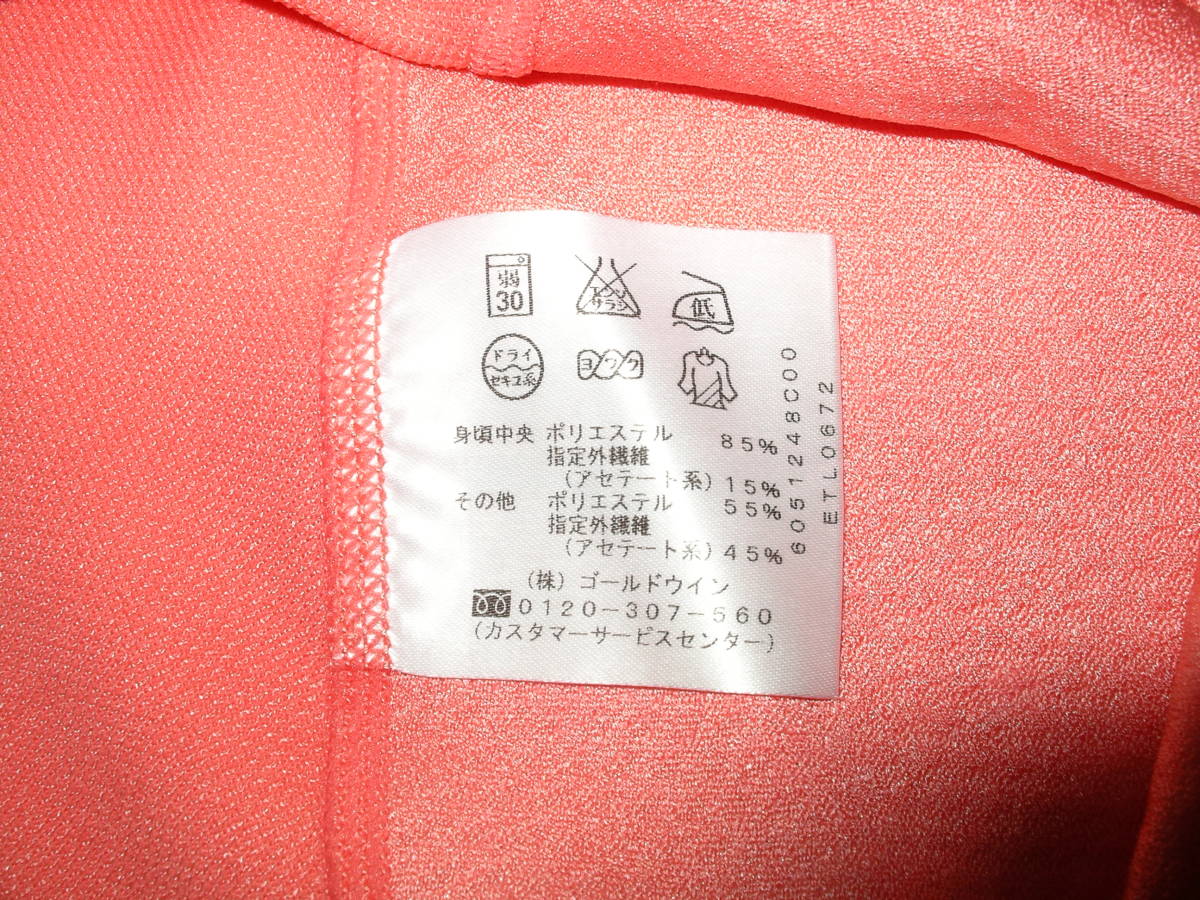 弱
30
エンソ
サラシ
低
ドライ
セキユ系
ヨワク
身頃中央 ポリエステル 85%
指定外繊維
(アセテート系) 15%
その他 ポリエステル 55%
指定外繊維
(アセテート系) 45%
(株) ゴールドウイン
0120-307-560
(カスタマーサービスセンター)
6051248C00
ETL0672